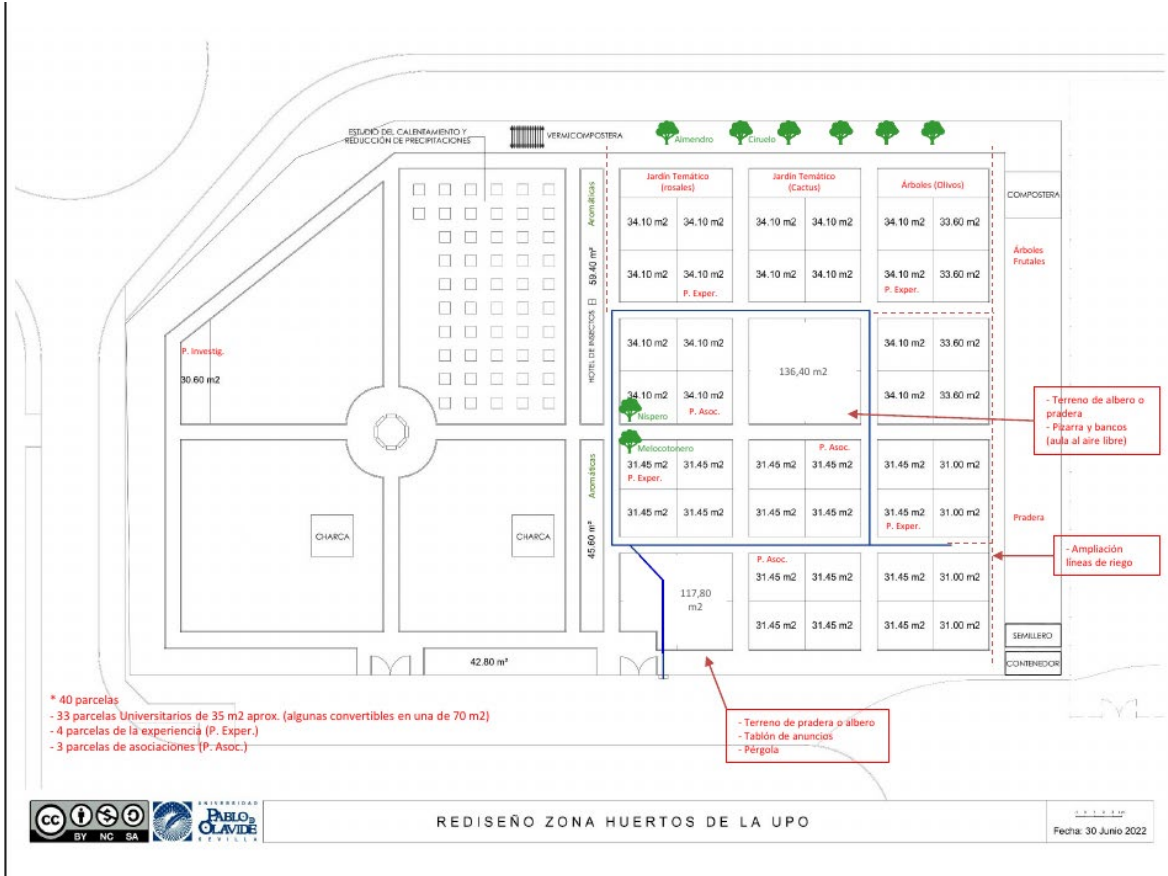 ESTUDIO DEL CALENTAMIENTO Y
REDUCCIÓN DE PRECIPITACIONES
VERMICOMPOSTERA
Almendro
Ciruelo
Jardín Temático
(rosales)
Jardín Temático
(Cactus)
Árboles (Olivos)
COMPOSTERA
Aromáticas
34.10 m2 34.10 m2 34.10 m2 34.10 m2 34.10 m2 33.60 m2
59.40 m²
Árboles
Frutales
34.10 m2 34.10 m2 34.10 m2 34.10 m2 34.10 m2 33.60 m2
P. Exper.
P. Exper.
HOTEL DE INSECTOS
P. Investig.
30.60 m2
34.10 m2 34.10 m2 34.10 m2 33.60 m2
136,40 m2
34.10 m2 34.10 m2 34.10 m2 33.60 m2
P. Asoc.
Níspero
- Terreno de albero o
pradera
- Pizarra y bancos
(aula al aire libre)
Melocotonero
P. Asoc.
Aromáticas
31.45 m2 31.45 m2 31.45 m2 31.45 m2 31.45 m2 31.00 m2
P. Exper.
31.45 m2 31.45 m2 31.45 m2 31.45 m2 31.45 m2 31.00 m2
P. Exper.
Pradera
CHARCA
CHARCA
45.60 m²
- Ampliación
líneas de riego
P. Asoc.
31.45 m2 31.45 m2 31.45 m2 31.00 m2
117,80
m2
31.45 m2 31.45 m2 31.45 m2 31.00 m2
SEMILLERO
CONTENEDOR
42.80 m²
* 40 parcelas
- 33 parcelas Universitarios de 35 m2 aprox. (algunas convertibles en una de 70 m2)
- 4 parcelas de la experiencia (P. Exper.)
- 3 parcelas de asociaciones (P. Asoc.)
- Terreno de pradera o albero
- Tablón de anuncios
- Pérgola
cc BY NC SA
UNIVERSIDAD
PABLO DE
OLAVIDE
SEVILLA
REDISEÑO ZONA HUERTOS DE LA UPO
Fecha: 30 Junio 2022